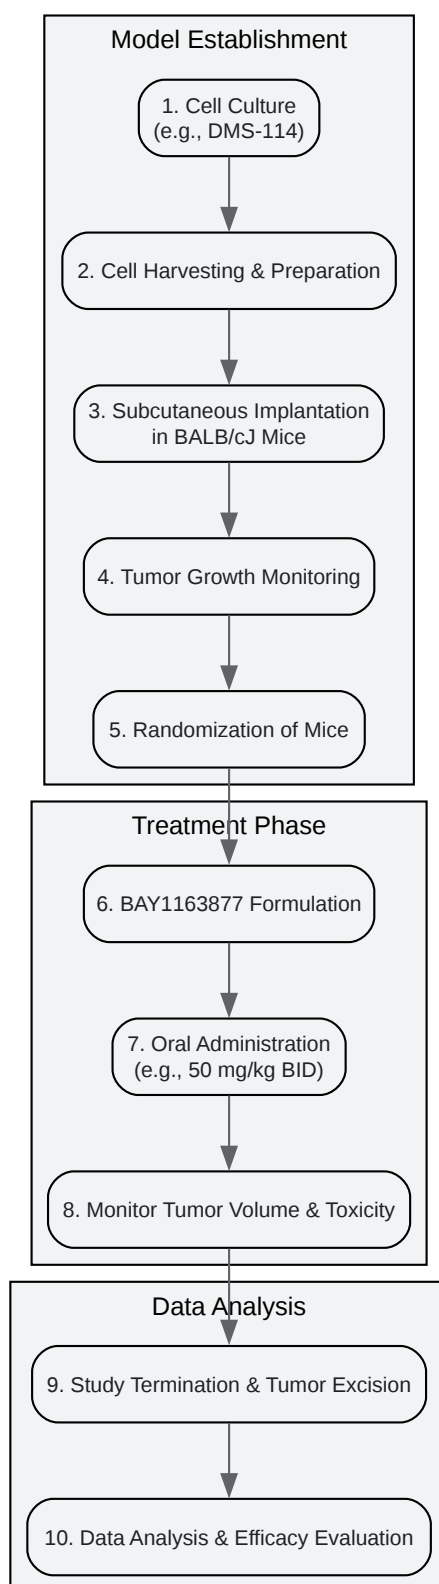 Model Establishment
1. Cell Culture
(e.g., DMS-114)
2. Cell Harvesting & Preparation
3. Subcutaneous Implantation
in BALB/cJ Mice
4. Tumor Growth Monitoring
5. Randomization of Mice
Treatment Phase
6. BAY1163877 Formulation
7. Oral Administration
(e.g., 50 mg/kg BID)
8. Monitor Tumor Volume & Toxicity
Data Analysis
9. Study Termination & Tumor Excision
10. Data Analysis & Efficacy Evaluation